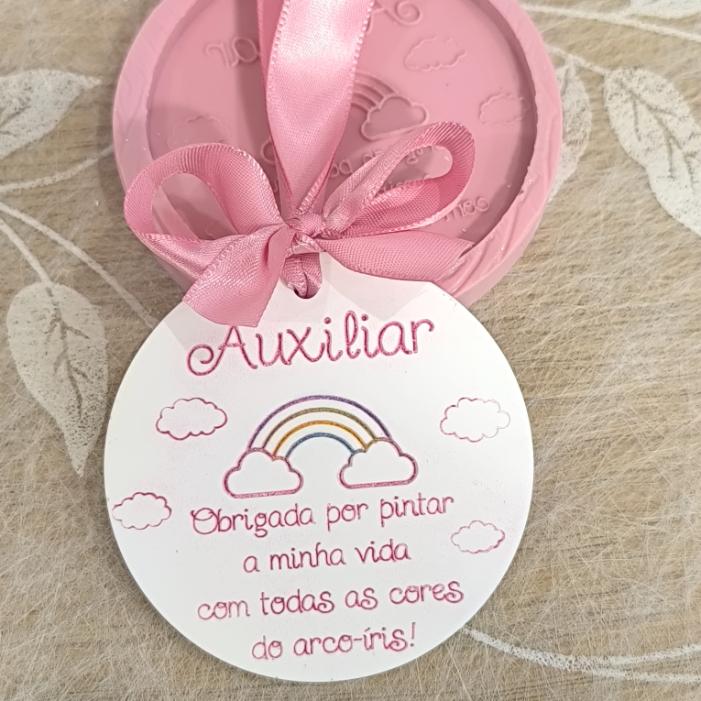 Auxiliar
Obrigada por pintar
a minha vida
com todas as cores
do arco-íris!